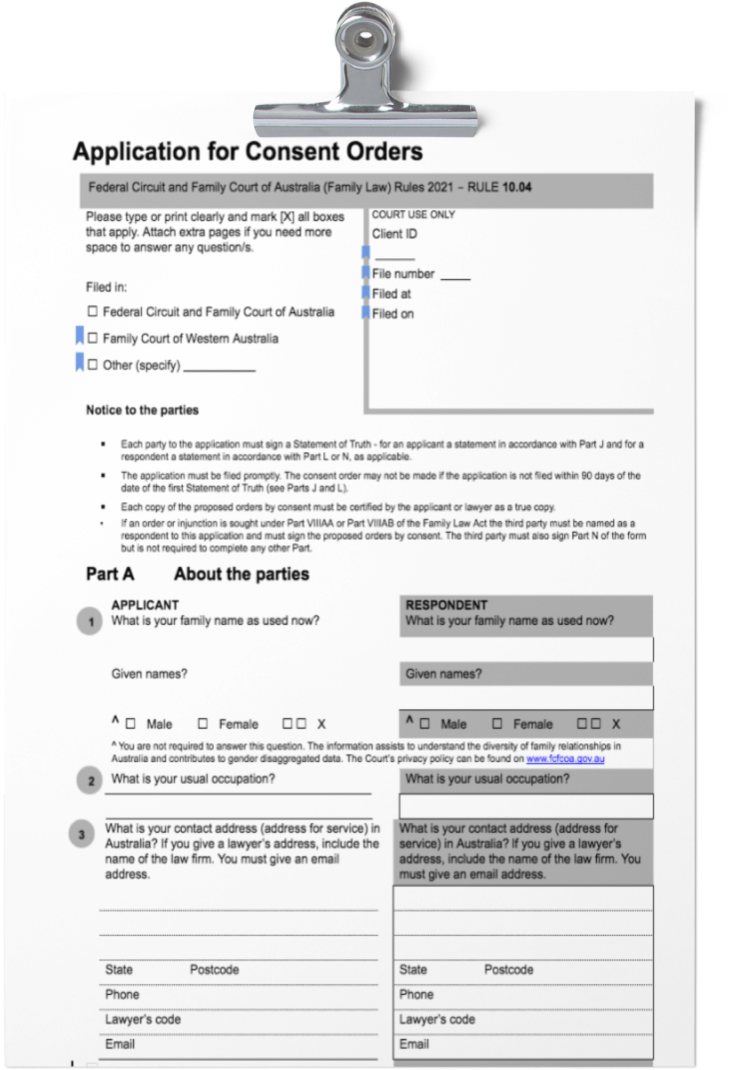 Application for Consent Orders
Federal Circuit and Family Court of Australia (Family Law) Rules 2021 – RULE 10.04
Please type or print clearly and mark [X] all boxes
that apply. Attach extra pages if you need more
space to answer any question/s.
Filed in:
☐ Federal Circuit and Family Court of Australia
☐ Family Court of Western Australia
☐ Other (specify) ____________
COURT USE ONLY
Client ID
______
File number _____
Filed at
Filed on
Notice to the parties
▪ Each party to the application must sign a Statement of Truth - for an applicant a statement in accordance with Part J and for a
respondent a statement in accordance with Part L or N, as applicable.
▪ The application must be filed promptly. The consent order may not be made if the application is not filed within 90 days of the
date of the first Statement of Truth (see Parts J and L).
▪ Each copy of the proposed orders by consent must be certified by the applicant or lawyer as a true copy.
• If an order or injunction is sought under Part VIIIAA or Part VIIIAB of the Family Law Act the third party must be named as a
respondent to this application and must sign the proposed orders by consent. The third party must also sign Part N of the form
but is not required to complete any other Part.
Part A About the parties
1
APPLICANT
What is your family name as used now?
RESPONDENT
What is your family name as used now?
Given names?
Given names?
^ ☐ Male ☐ Female ☐☐ X
^ ☐ Male ☐ Female ☐☐ X
^ You are not required to answer this question. The information assists to understand the diversity of family relationships in
Australia and contributes to gender disaggregated data. The Court's privacy policy can be found on www.fcfcoa.gov.au
2
What is your usual occupation?
What is your usual occupation?
3
What is your contact address (address for service) in
Australia? If you give a lawyer's address, include the
name of the law firm. You must give an email
address.
What is your contact address (address for
service) in Australia? If you give a lawyer's
address, include the name of the law firm. You
must give an email address.
State Postcode
Phone
Lawyer's code
Email
State Postcode
Phone
Lawyer's code
Email